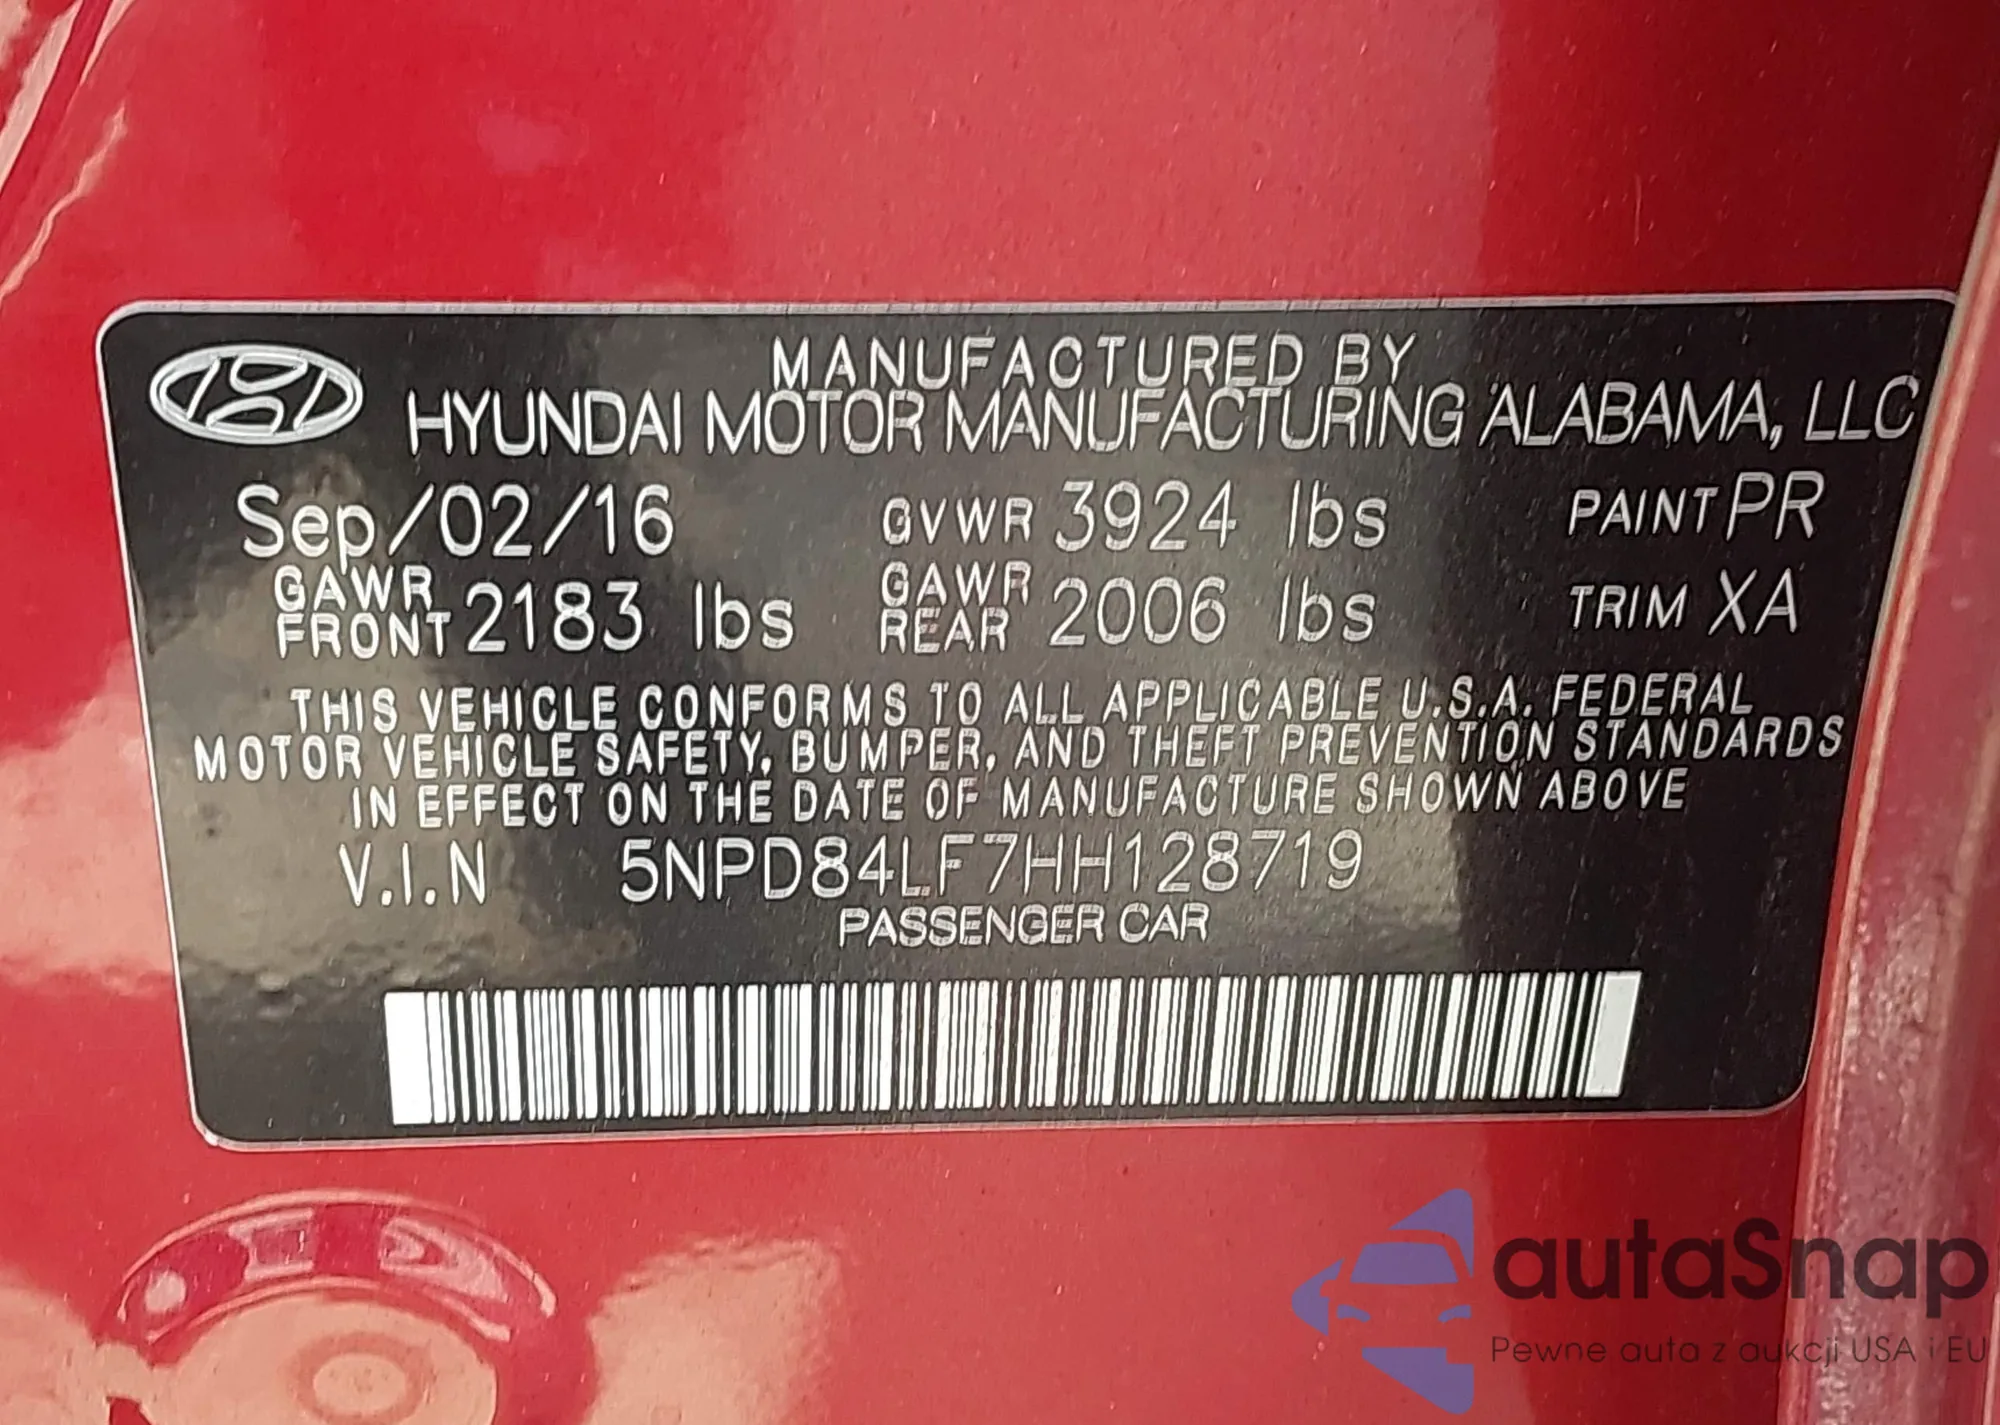 MANUFACTURED BY
HYUNDAI MOTOR MANUFACTURING ALABAMA, LLC
Sep/02/16 GVWR 3924 lbs PAINT PR
GAWR FRONT 2183 lbs GAWR REAR 2006 lbs TRIM XA
THIS VEHICLE CONFORMS TO ALL APPLICABLE U.S.A. FEDERAL
MOTOR VEHICLE SAFETY, BUMPER, AND THEFT PREVENTION STANDARDS
IN EFFECT ON THE DATE OF MANUFACTURE SHOWN ABOVE
V.I.N 5NPD84LF7HH128719
PASSENGER CAR
autaSnap
Pewne auta z aukcji USA i EU